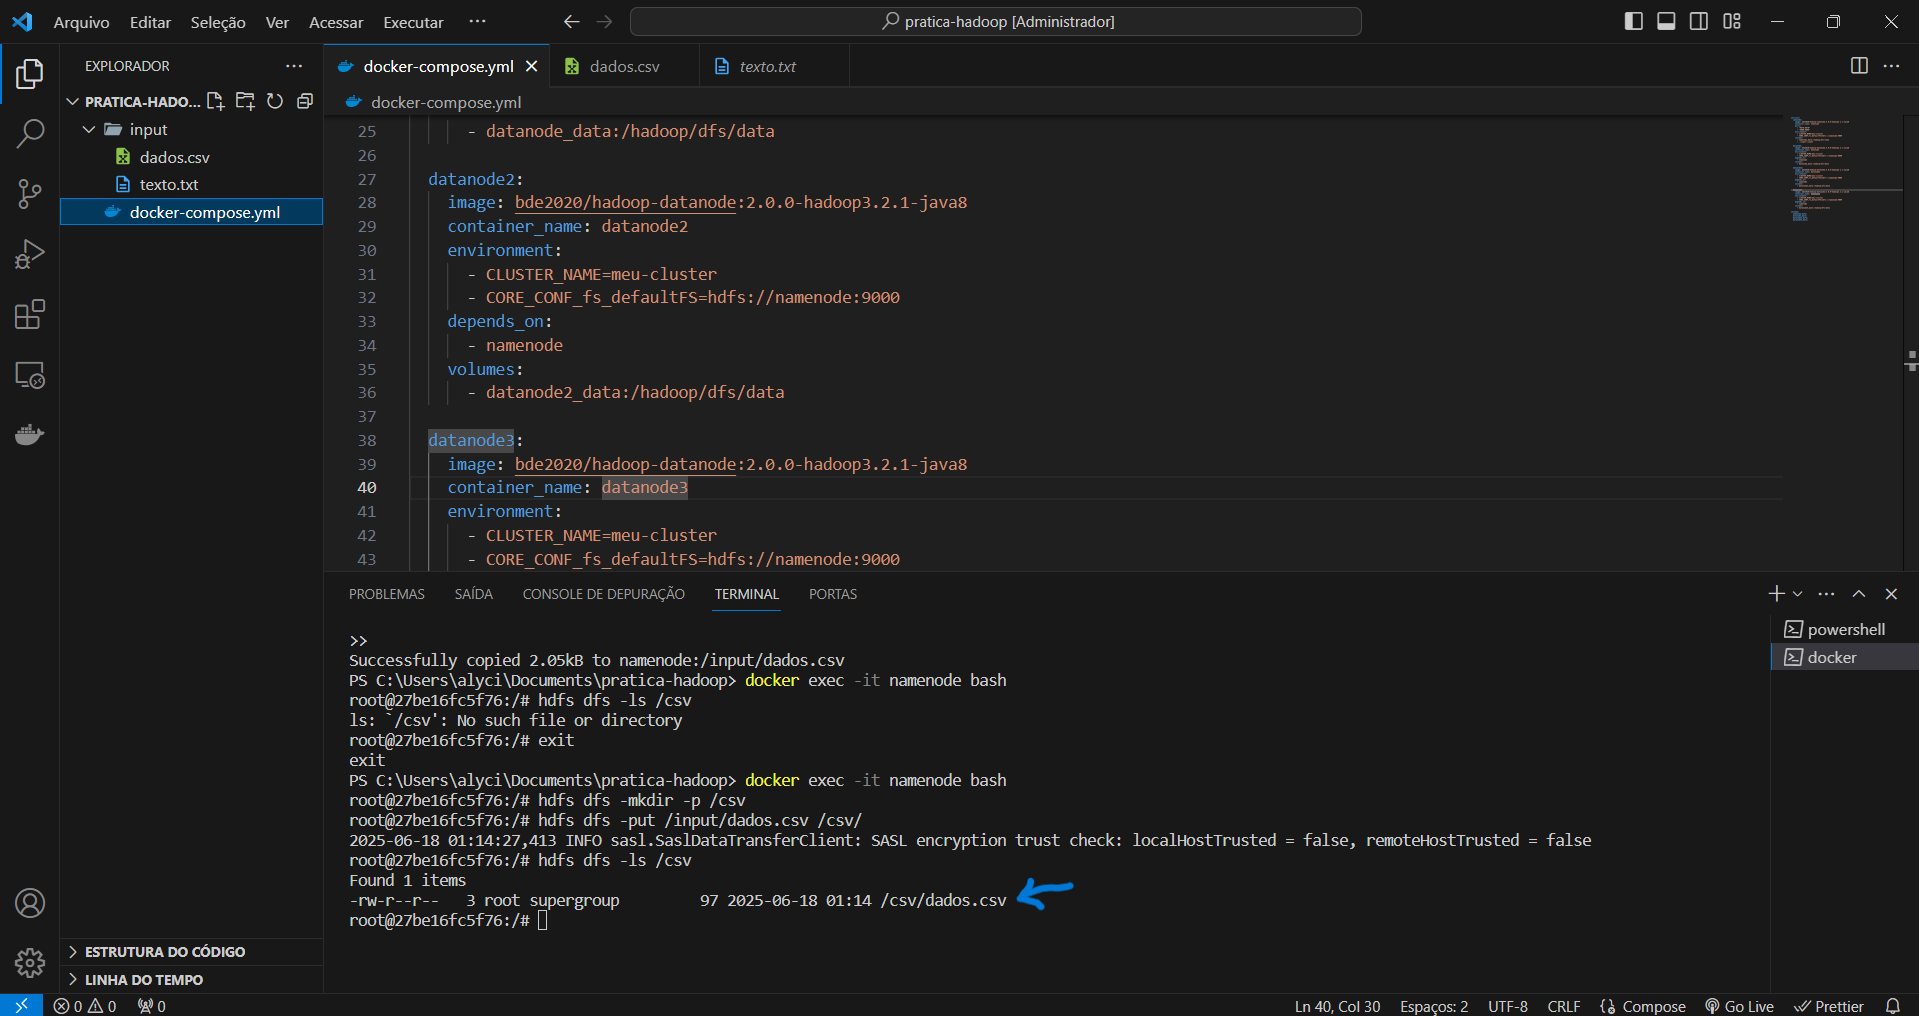 Arquivo Editar Seleção Ver Acessar Executar ··· pratica-hadoop [Administrador]
EXPLORADOR ···
PRATICA-HADO...
input
dados.csv
texto.txt
docker-compose.yml
ESTRUTURA DO CÓDIGO
LINHA DO TEMPO
docker-compose.yml dados.csv texto.txt
docker-compose.yml
25 - datanode_data:/hadoop/dfs/data
26
27 datanode2:
28 image: bde2020/hadoop-datanode:2.0.0-hadoop3.2.1-java8
29 container_name: datanode2
30 environment:
31 - CLUSTER_NAME=meu-cluster
32 - CORE_CONF_fs_defaultFS=hdfs://namenode:9000
33 depends_on:
34 - namenode
35 volumes:
36 - datanode2_data:/hadoop/dfs/data
37
38 datanode3:
39 image: bde2020/hadoop-datanode:2.0.0-hadoop3.2.1-java8
40 container_name: datanode3
41 environment:
42 - CLUSTER_NAME=meu-cluster
43 - CORE_CONF_fs_defaultFS=hdfs://namenode:9000
PROBLEMAS SAÍDA CONSOLE DE DEPURAÇÃO TERMINAL PORTAS
>>
Successfully copied 2.05kB to namenode:/input/dados.csv
PS C:\Users\alyci\Documents\pratica-hadoop> docker exec -it namenode bash
root@27be16fc5f76:/# hdfs dfs -ls /csv
ls: `/csv': No such file or directory
root@27be16fc5f76:/# exit
exit
PS C:\Users\alyci\Documents\pratica-hadoop> docker exec -it namenode bash
root@27be16fc5f76:/# hdfs dfs -mkdir -p /csv
root@27be16fc5f76:/# hdfs dfs -put /input/dados.csv /csv/
2025-06-18 01:14:27,413 INFO sasl.SaslDataTransferClient: SASL encryption trust check: localHostTrusted = false, remoteHostTrusted = false
root@27be16fc5f76:/# hdfs dfs -ls /csv
Found 1 items
-rw-r--r-- 3 root supergroup 97 2025-06-18 01:14 /csv/dados.csv
root@27be16fc5f76:/#
powershell
docker
0 0 0 Ln 40, Col 30 Espaços: 2 UTF-8 CRLF Compose Go Live Prettier